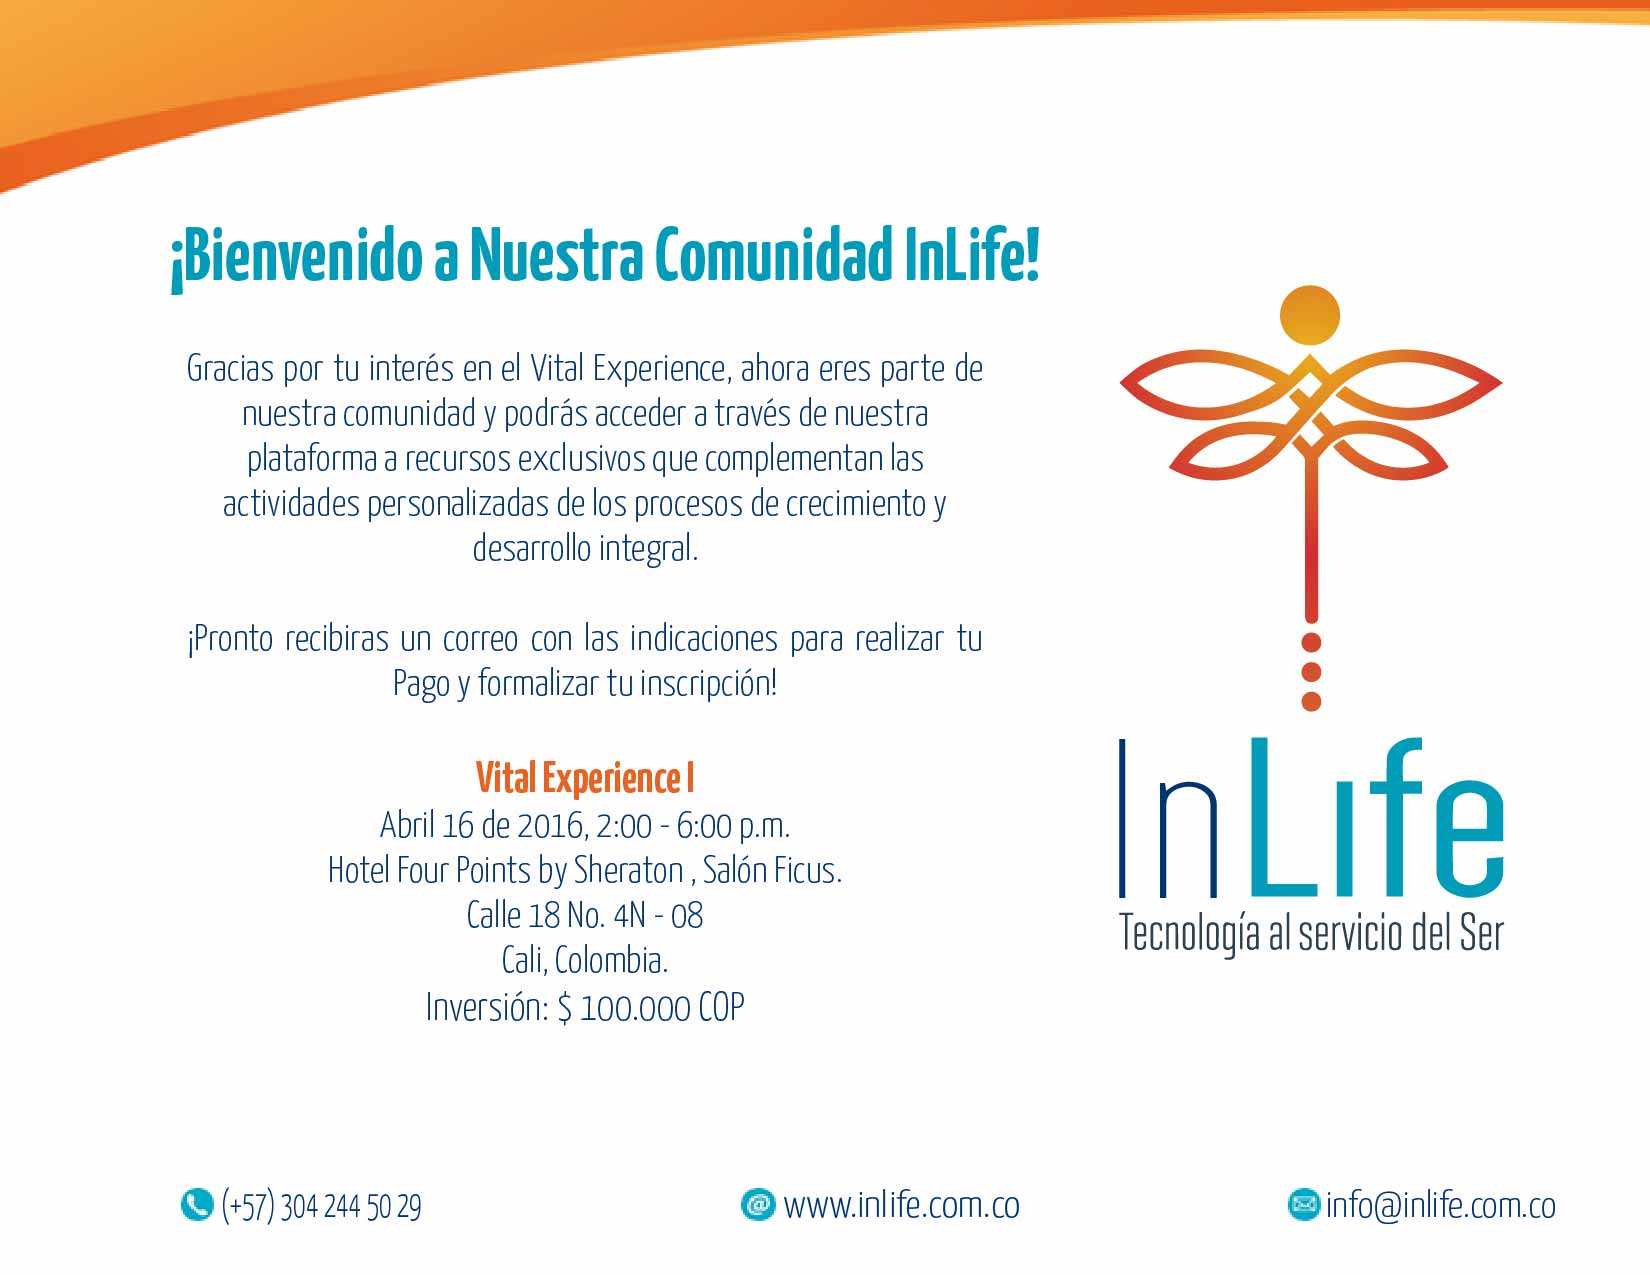 ¡Bienvenido a Nuestra Comunidad InLife!
Gracias por tu interés en el Vital Experience, ahora eres parte de
nuestra comunidad y podrás acceder a través de nuestra
plataforma a recursos exclusivos que complementan las
actividades personalizadas de los procesos de crecimiento y
desarrollo integral.
¡Pronto recibiras un correo con las indicaciones para realizar tu
Pago y formalizar tu inscripción!
Vital Experience I
Abril 16 de 2016, 2:00 - 6:00 p.m.
Hotel Four Points by Sheraton , Salón Ficus.
Calle 18 No. 4N - 08
Cali, Colombia.
Inversión: $ 100.000 COP
InLife
Tecnología al servicio del Ser
(+57) 304 244 50 29
www.inlife.com.co
info@inlife.com.co